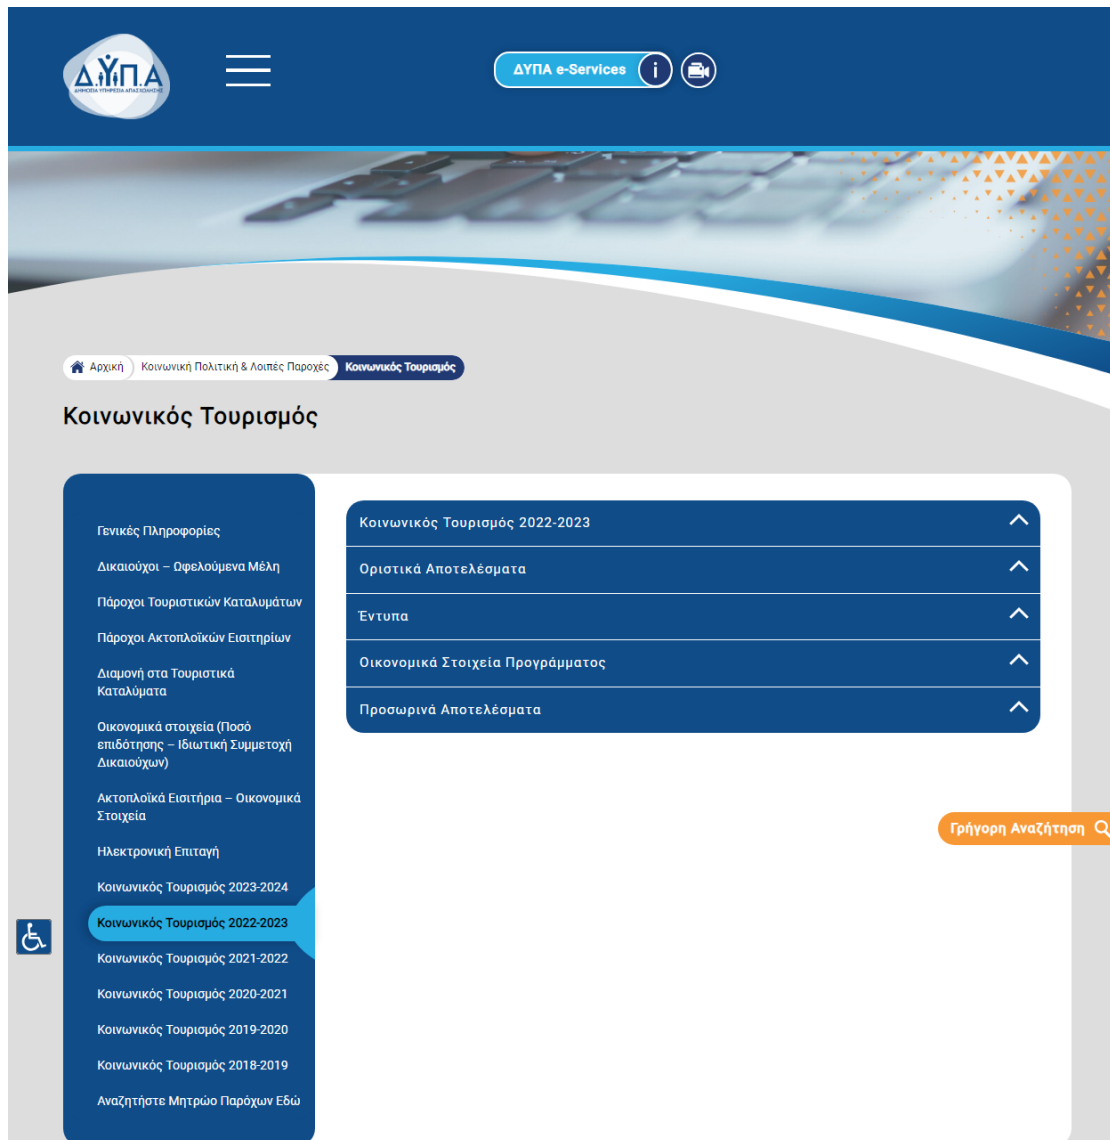 Δ.ΥΠ.Α
ΔΗΜΟΣΙΑ ΥΠΗΡΕΣΙΑ ΑΠΑΣΧΟΛΗΣΗΣ
ΔΥΠΑ e-Services
Αρχική
Κοινωνική Πολιτική & Λοιπές Παροχές
Κοινωνικός Τουρισμός
Κοινωνικός Τουρισμός
Γενικές Πληροφορίες
Δικαιούχοι – Ωφελούμενα Μέλη
Πάροχοι Τουριστικών Καταλυμάτων
Πάροχοι Ακτοπλοϊκών Εισιτηρίων
Διαμονή στα Τουριστικά
Καταλύματα
Οικονομικά στοιχεία (Ποσό
επιδότησης – Ιδιωτική Συμμετοχή
Δικαιούχων)
Ακτοπλοϊκά Εισιτήρια – Οικονομικά
Στοιχεία
Ηλεκτρονική Επιταγή
Κοινωνικός Τουρισμός 2023-2024
Κοινωνικός Τουρισμός 2022-2023
Κοινωνικός Τουρισμός 2021-2022
Κοινωνικός Τουρισμός 2020-2021
Κοινωνικός Τουρισμός 2019-2020
Κοινωνικός Τουρισμός 2018-2019
Αναζητήστε Μητρώο Παρόχων Εδώ
Κοινωνικός Τουρισμός 2022-2023
Οριστικά Αποτελέσματα
Έντυπα
Οικονομικά Στοιχεία Προγράμματος
Προσωρινά Αποτελέσματα
Γρήγορη Αναζήτηση